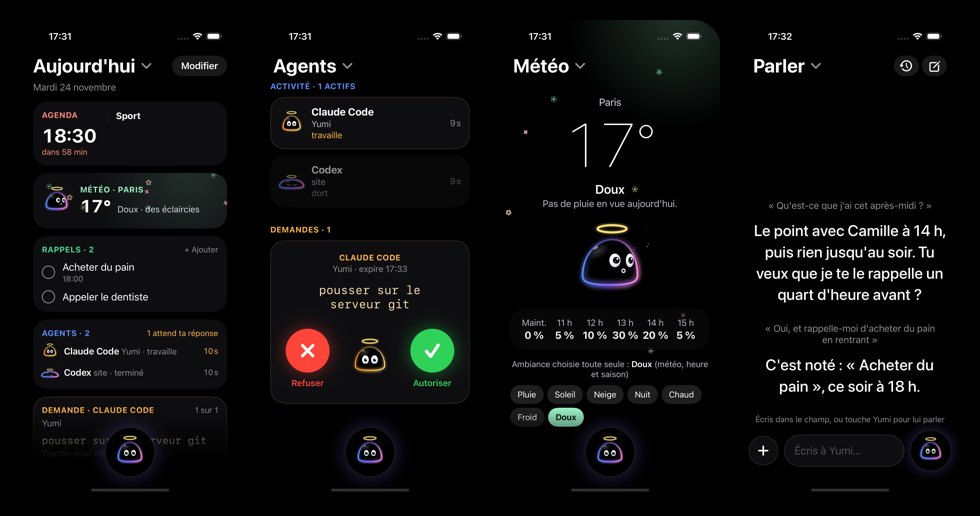 17:31
Aujourd'hui
Modifier
Mardi 24 novembre
AGENDA
Sport
18:30
dans 58 min
MÉTÉO · PARIS
17° Doux · des éclaircies
RAPPELS · 2
+ Ajouter
Acheter du pain
18:00
Appeler le dentiste
AGENTS · 2
1 attend ta réponse
Claude Code Yumi · travaille
10 s
Codex site · terminé
10 s
DEMANDE · CLAUDE CODE
1 sur 1
Yumi
pousser sur le serveur git
17:31
Agents
ACTIVITÉ · 1 ACTIFS
Claude Code
Yumi
travaille
9 s
Codex
site
dort
9 s
DEMANDES · 1
CLAUDE CODE
Yumi · expire 17:33
pousser sur le
serveur git
Refuser
Autoriser
17:31
Météo
Paris
17°
Doux
Pas de pluie en vue aujourd'hui.
Maint. 11 h 12 h 13 h 14 h 15 h
0 % 5 % 10 % 30 % 20 % 5 %
Ambiance choisie toute seule : Doux (météo, heure
et saison)
Pluie Soleil Neige Nuit Chaud
Froid Doux
17:32
Parler
« Qu'est-ce que j'ai cet après-midi ? »
Le point avec Camille à 14 h,
puis rien jusqu'au soir. Tu
veux que je te le rappelle un
quart d'heure avant ?
« Oui, et rappelle-moi d'acheter du pain
en rentrant »
C'est noté : « Acheter du
pain », ce soir à 18 h.
Écris dans le champ, ou touche Yumi pour lui parler
Écris à Yumi...